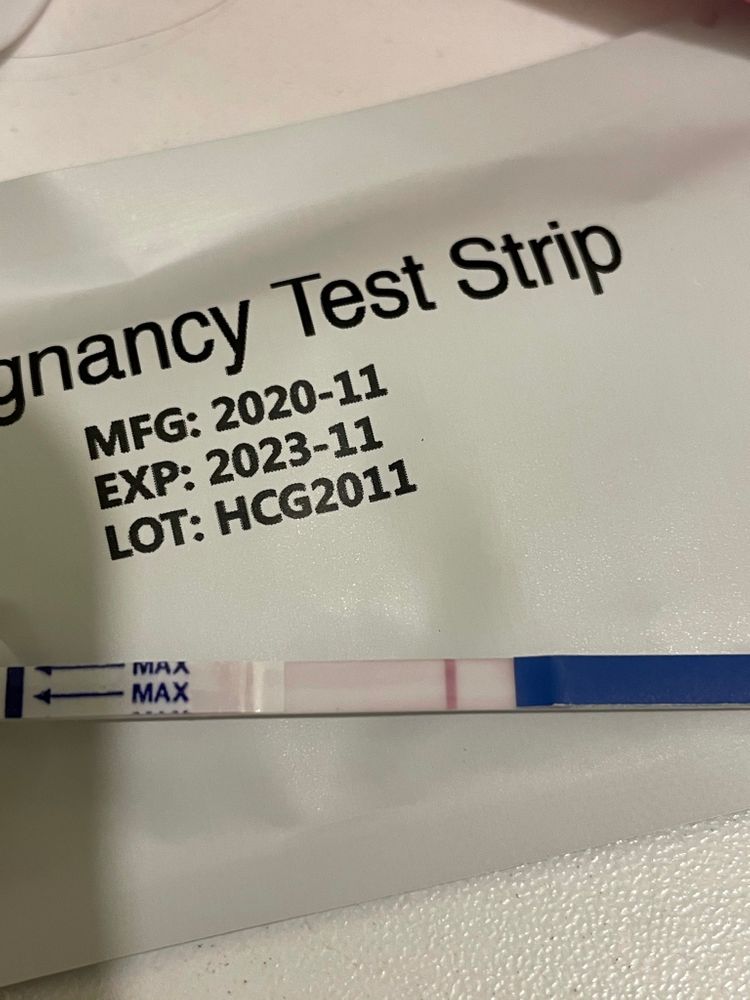 gnancy Test Strip
MFG: 2020-11
EXP: 2023-11
LOT: HCG2011
MAX
MAX